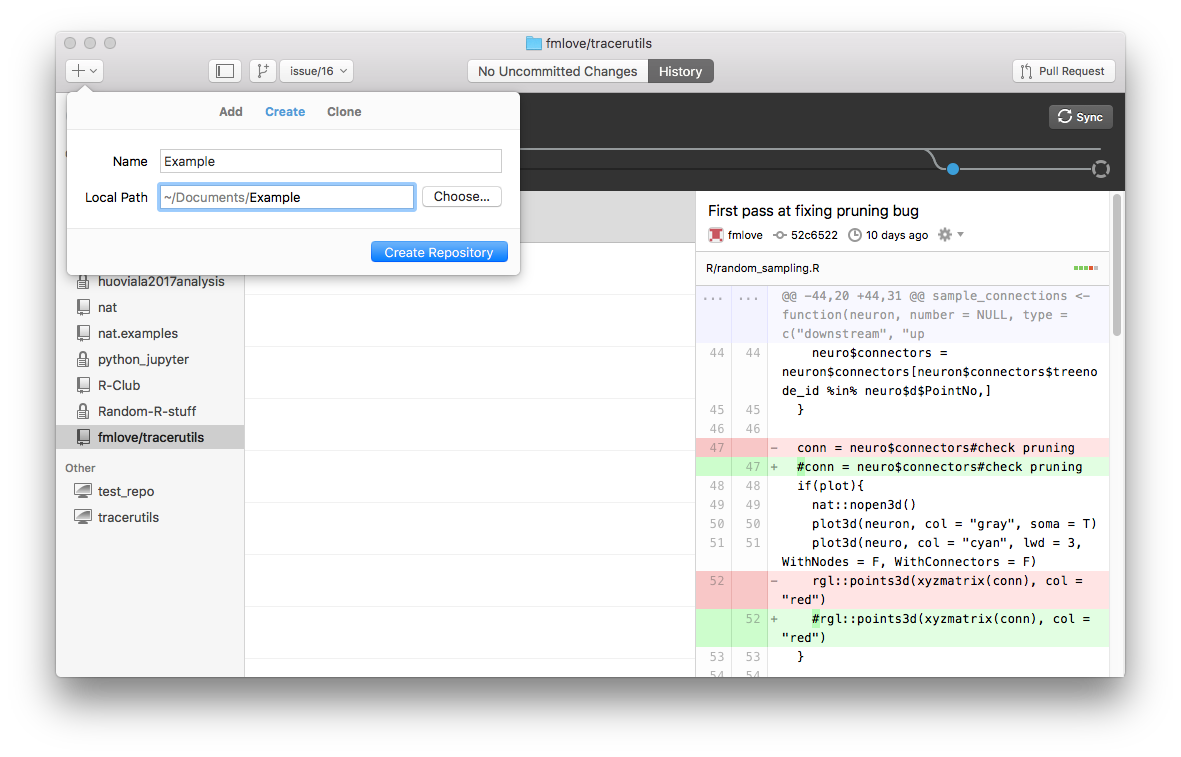 fmlove/tracerutils
issue/16
No Uncommitted Changes
History
Pull Request
Add
Create
Clone
Sync
Name
Example
Local Path
~/Documents/Example
Choose...
Create Repository
huoviala2017analysis
nat
nat.examples
python_jupyter
R-Club
Random-R-stuff
fmlove/tracerutils
Other
test_repo
tracerutils
First pass at fixing pruning bug
fmlove
52c6522
10 days ago
R/random_sampling.R
... ... @@ -44,20 +44,31 @@ sample_connections <-
function(neuron, number = NULL, type =
c("downstream", "up
44 44 neuro$connectors =
neuron$connectors[neuron$connectors$treeno
de_id %in% neuro$d$PointNo,]
45 45 }
46 46
47 - conn = neuro$connectors#check pruning
47 + #conn = neuro$connectors#check pruning
48 48 if(plot){
49 49 nat::nopen3d()
50 50 plot3d(neuron, col = "gray", soma = T)
51 51 plot3d(neuro, col = "cyan", lwd = 3,
WithNodes = F, WithConnectors = F)
52 - rgl::points3d(xyzmatrix(conn), col =
"red")
52 + #rgl::points3d(xyzmatrix(conn), col =
"red")
53 53 }
54 54